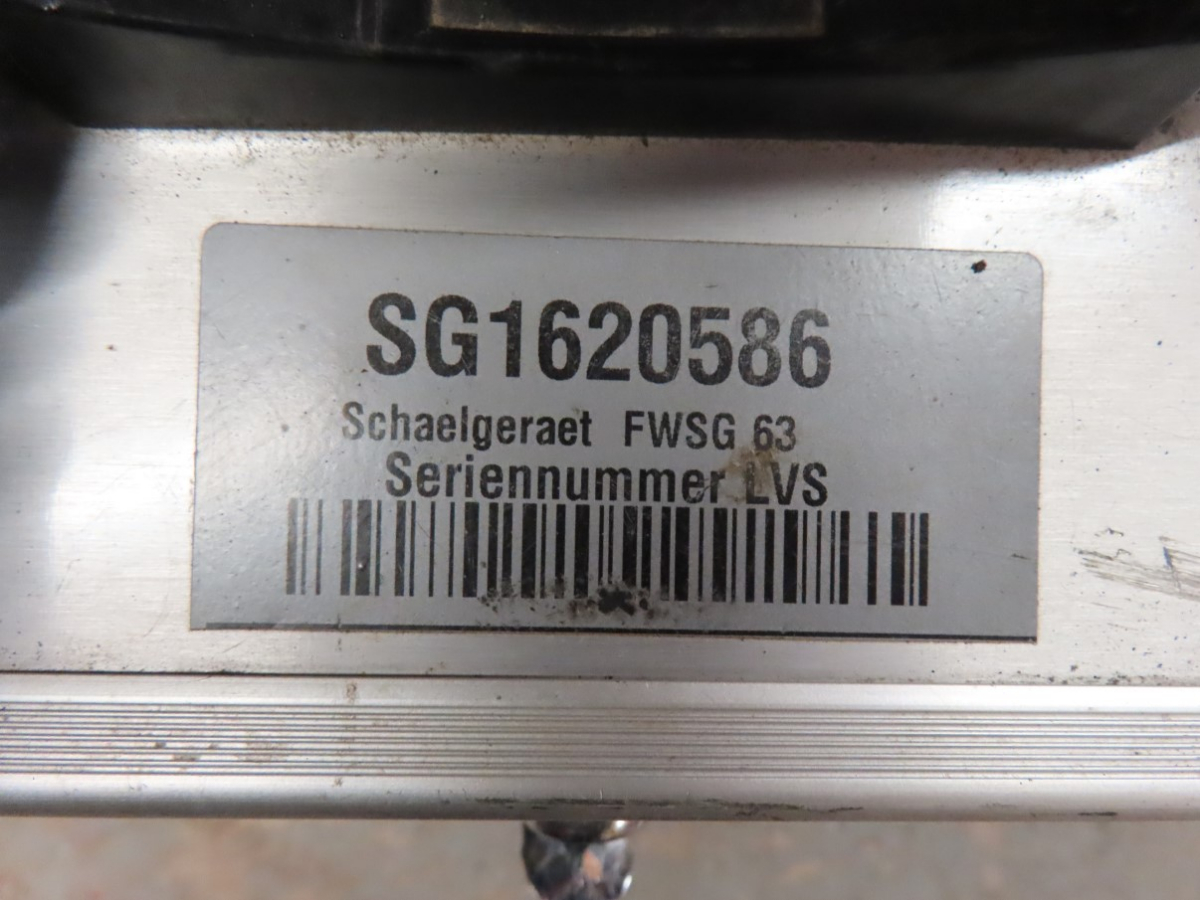 SG1620586
Schaelgeraet FWSG 63
Seriennummer LVS